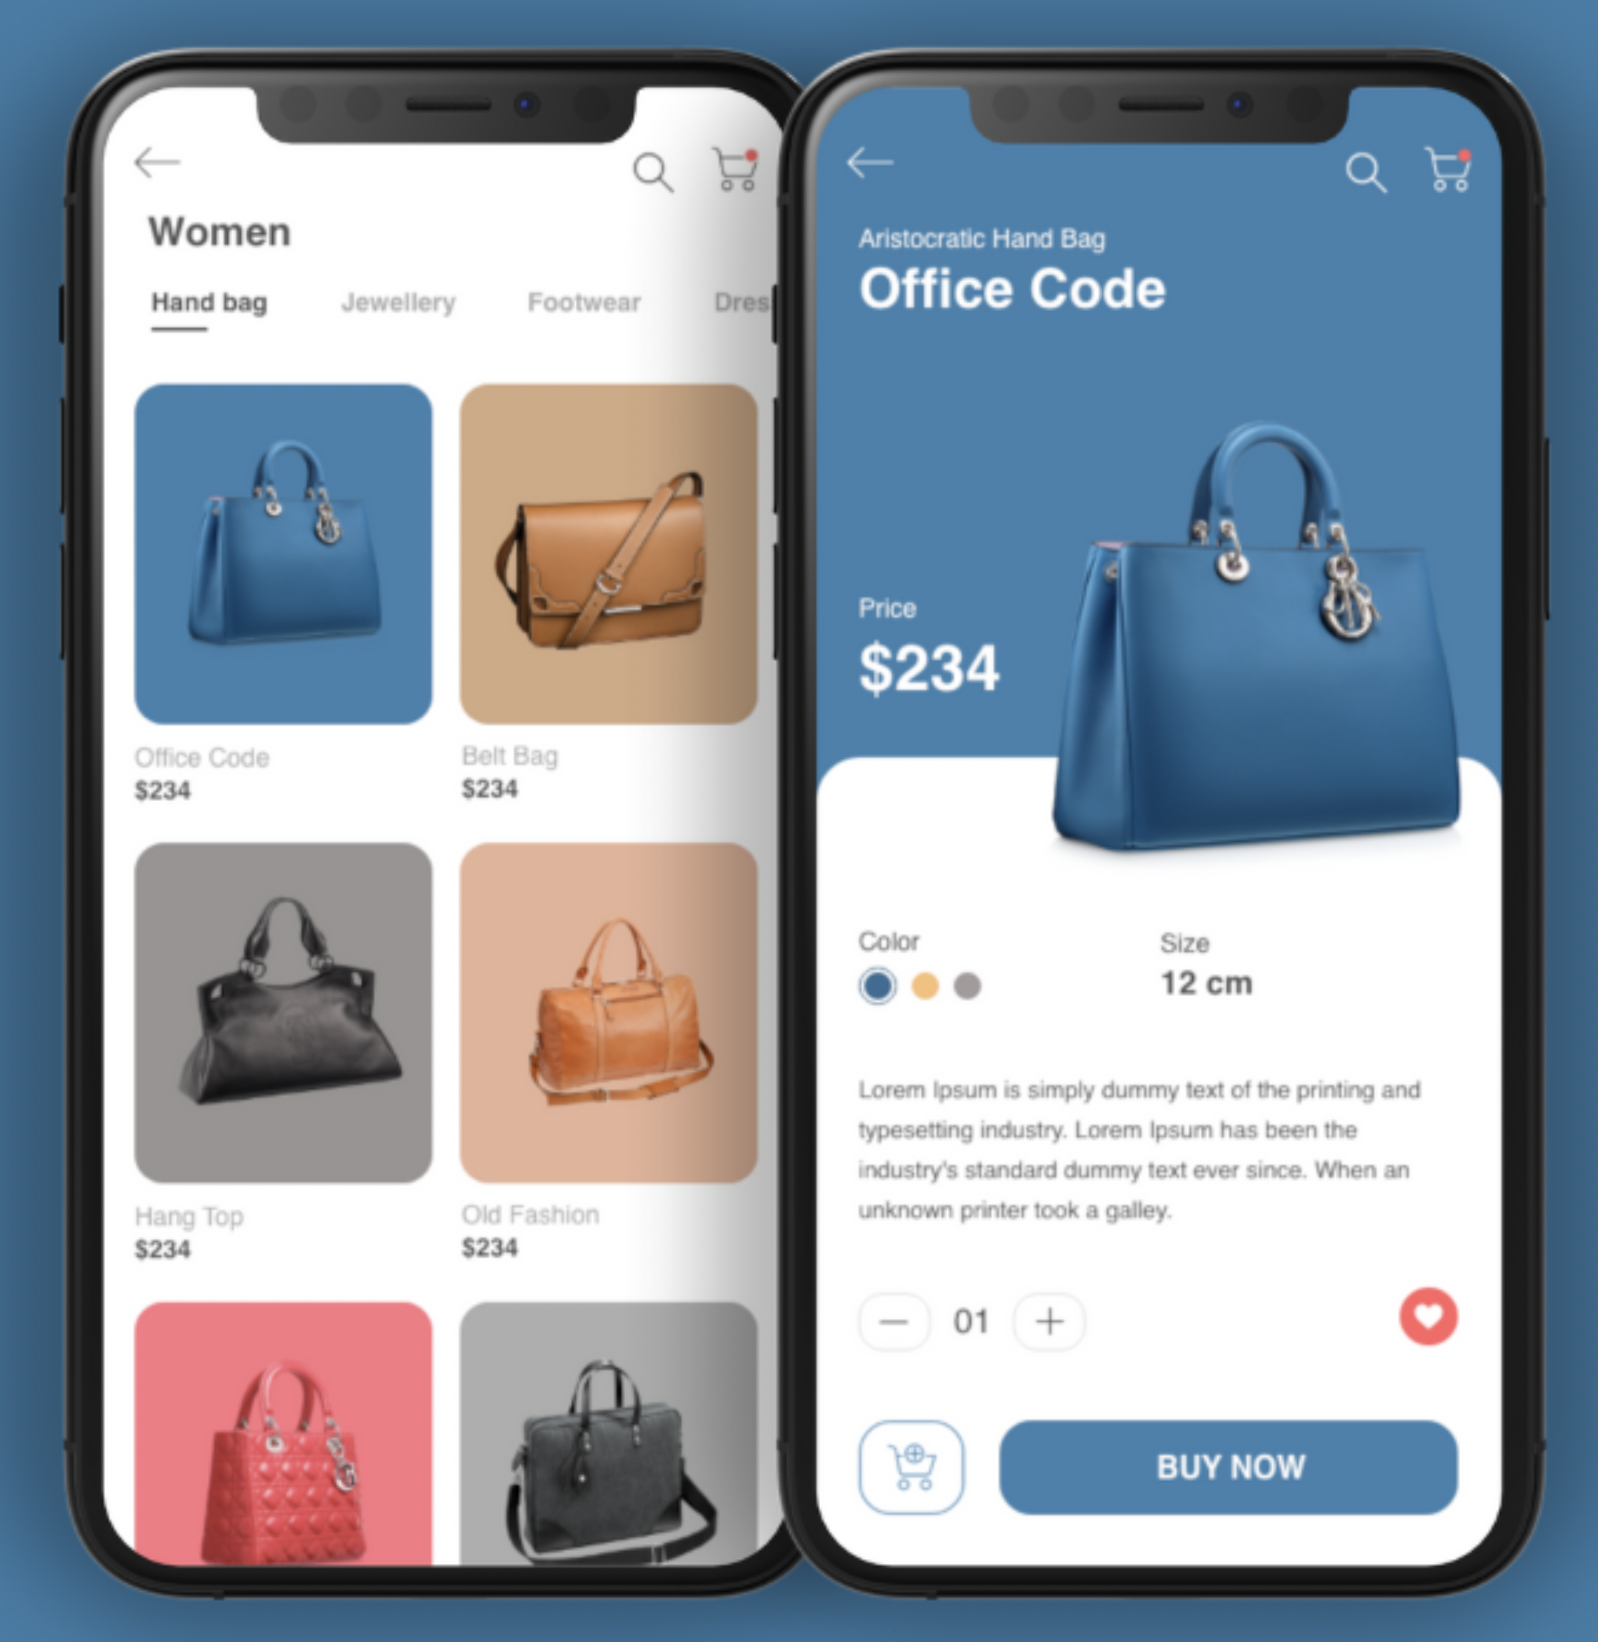 Women
Hand bag
Jewellery
Footwear
Office Code
$234
Belt Bag
$234
Hang Top
$234
Old Fashion
$234
Aristocratic Hand Bag
Office Code
Price
$234
Color
Size
12 cm
Lorem Ipsum is simply dummy text of the printing and
typesetting industry. Lorem Ipsum has been the
industry's standard dummy text ever since. When an
unknown printer took a galley.
01
BUY NOW